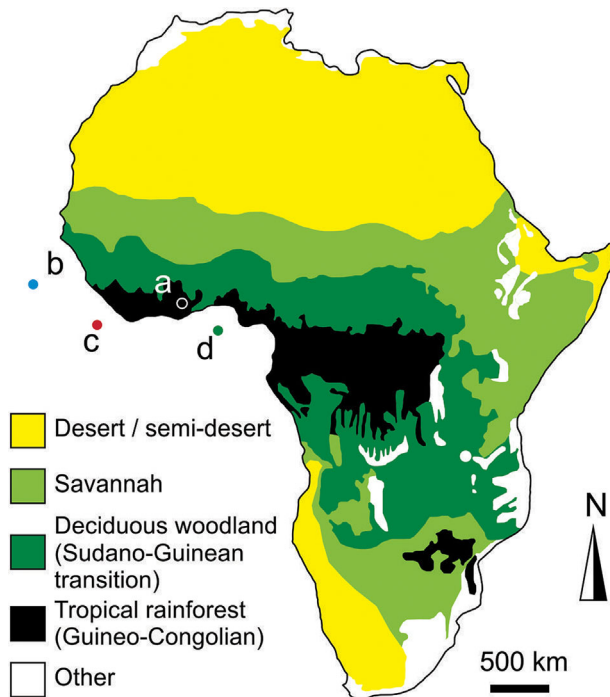 a
b
c
d
Desert / semi-desert
Savannah
Deciduous woodland
(Sudano-Guinean
transition)
Tropical rainforest
(Guineo-Congolian)
Other
N
500 km